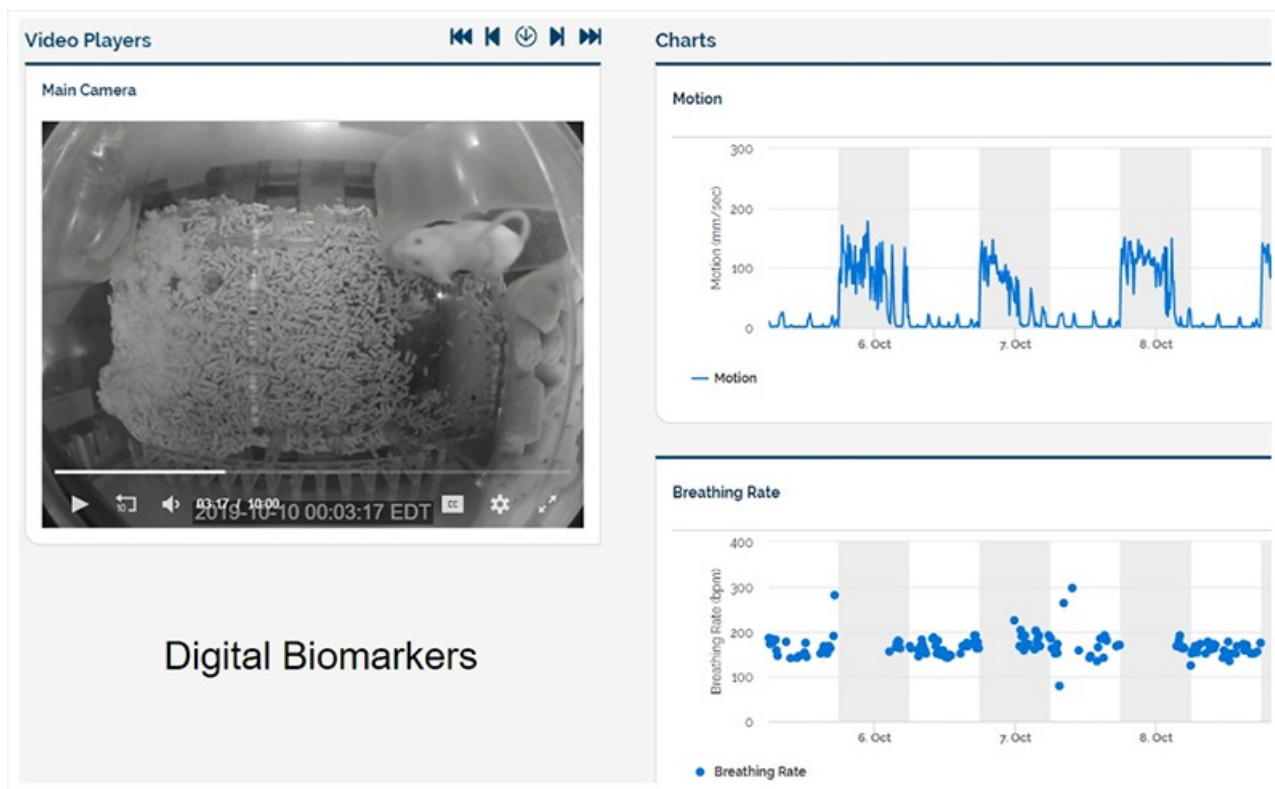 Video Players
Main Camera
10
03:17 / 10:00
CC
2019-10-10 00:03:17 EDT
Digital Biomarkers
Charts
Motion
300
200
100
0
Motion (mm/sec)
6. Oct
7. Oct
8. Oct
Motion
Breathing Rate
400
300
200
100
0
Breathing Rate (bpm)
6. Oct
7. Oct
8. Oct
Breathing Rate